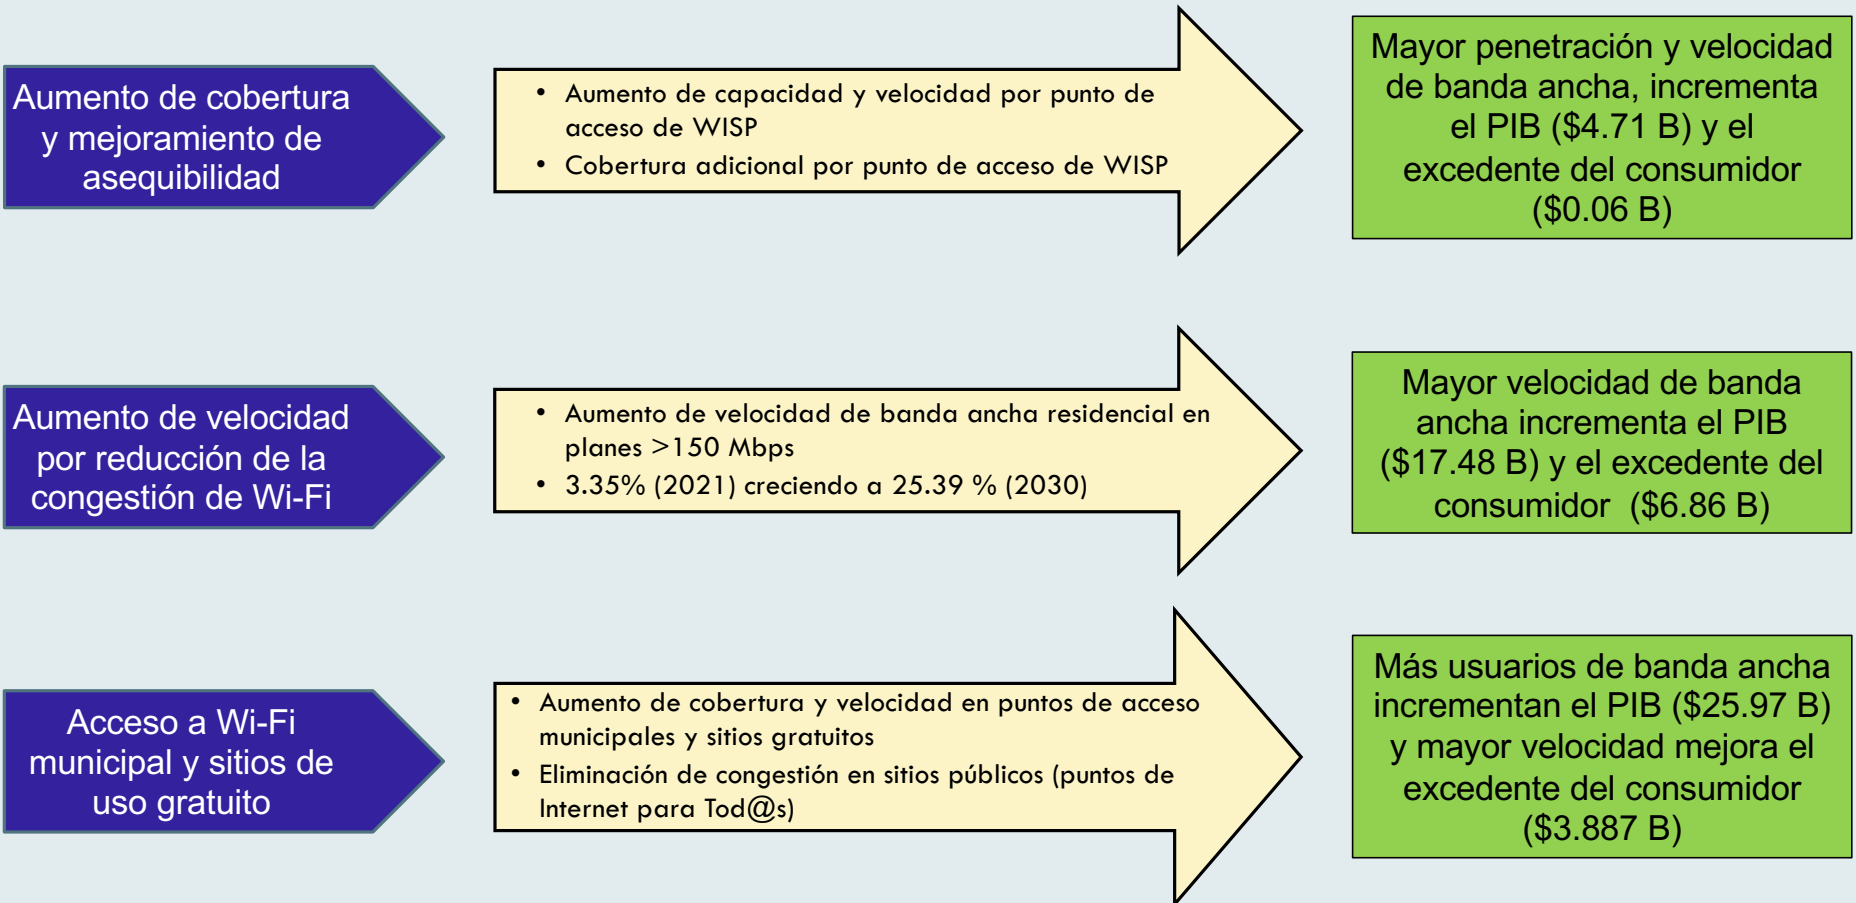 Aumento de cobertura
y mejoramiento de
asequibilidad
• Aumento de capacidad y velocidad por punto de
acceso de WISP
• Cobertura adicional por punto de acceso de WISP
Mayor penetración y velocidad
de banda ancha, incrementa
el PIB ($4.71 B) y el
excedente del consumidor
($0.06 B)
Aumento de velocidad
por reducción de la
congestión de Wi-Fi
• Aumento de velocidad de banda ancha residencial en
planes >150 Mbps
• 3.35% (2021) creciendo a 25.39 % (2030)
Mayor velocidad de banda
ancha incrementa el PIB
($17.48 B) y el excedente del
consumidor ($6.86 B)
Acceso a Wi-Fi
municipal y sitios de
uso gratuito
• Aumento de cobertura y velocidad en puntos de acceso
municipales y sitios gratuitos
• Eliminación de congestión en sitios públicos (puntos de
Internet para Tod@s)
Más usuarios de banda ancha
incrementan el PIB ($25.97 B)
y mayor velocidad mejora el
excedente del consumidor
($3.887 B)